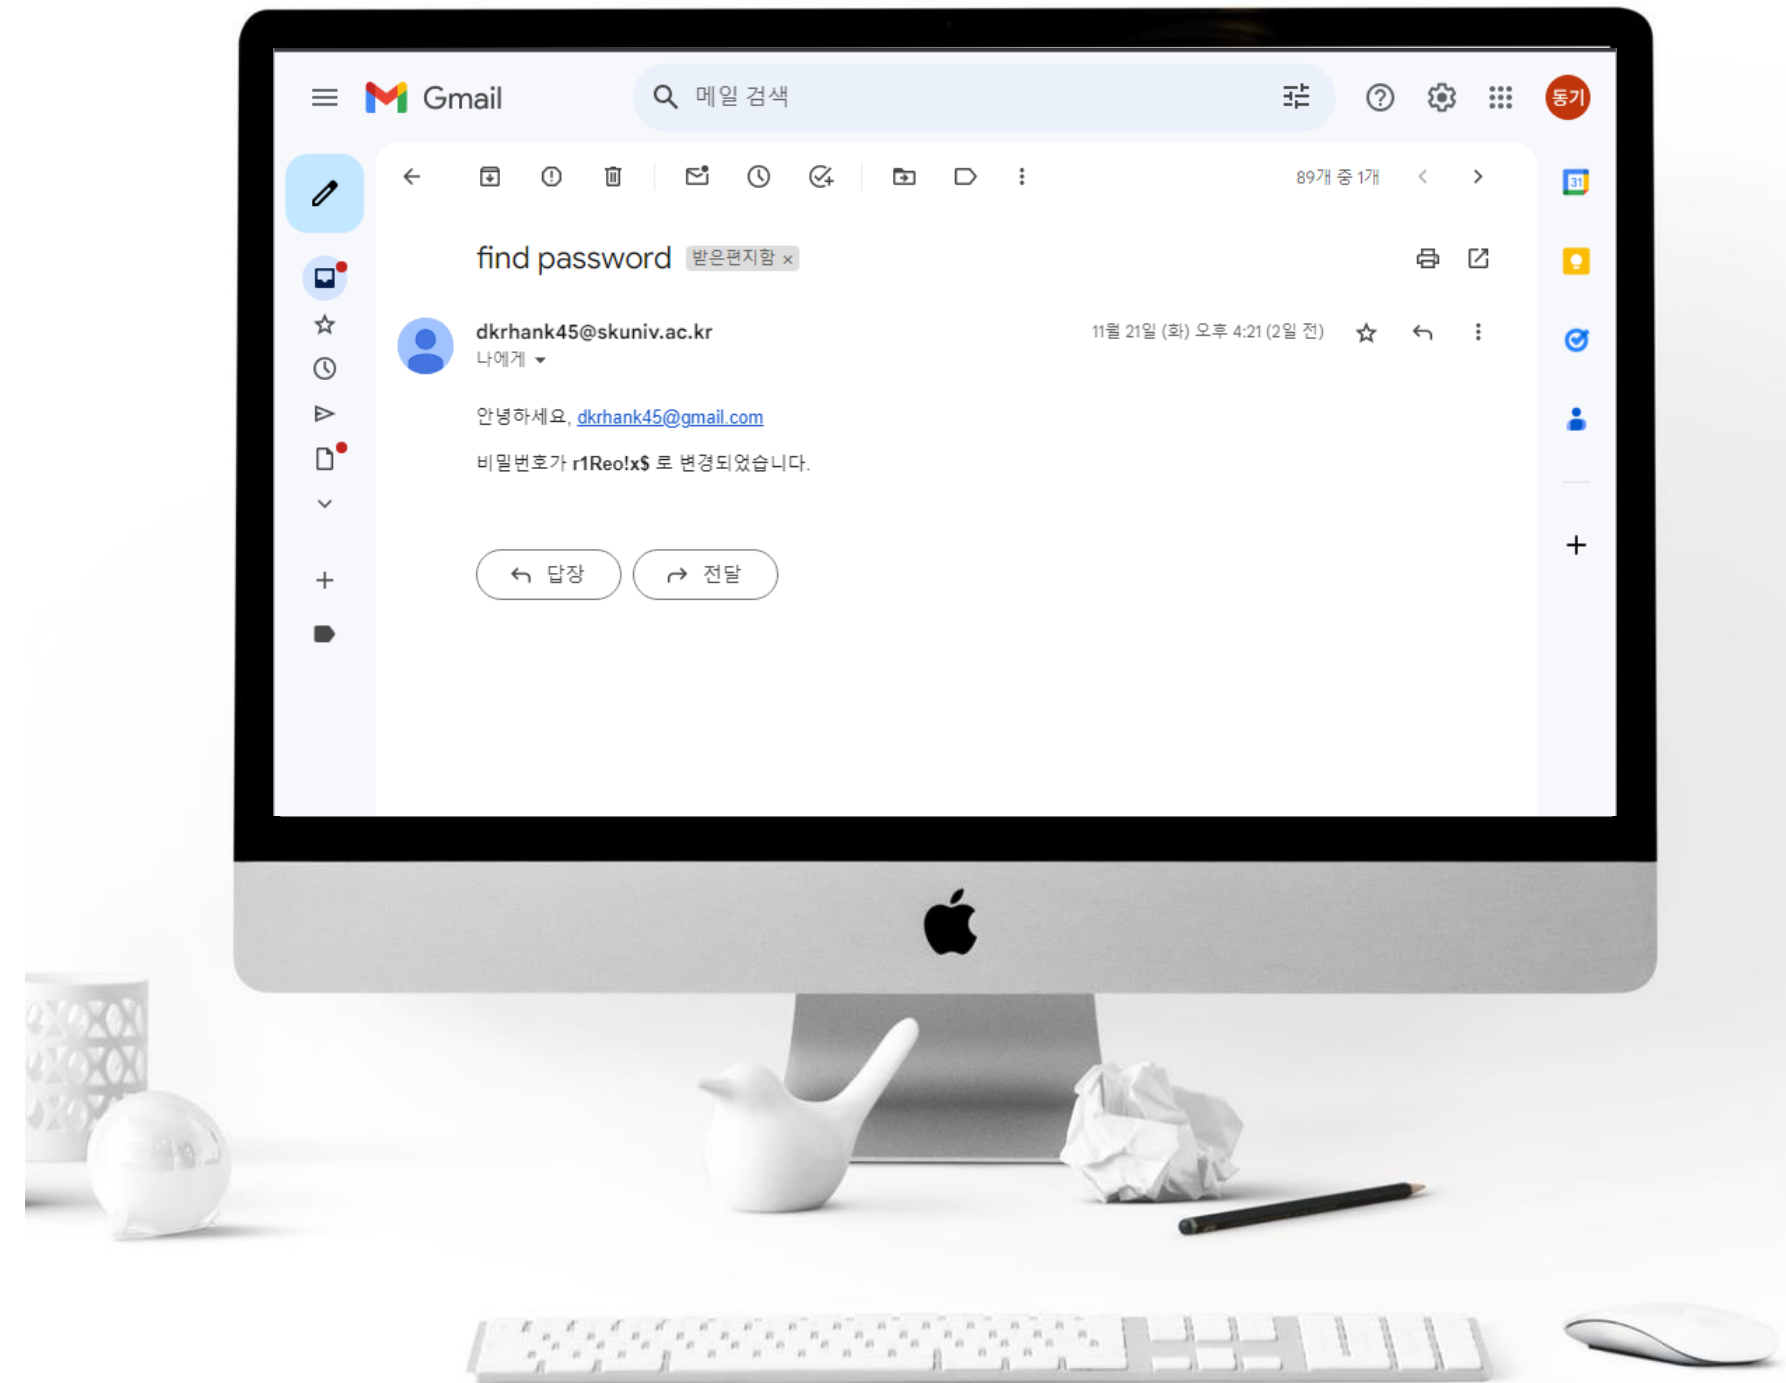 Gmail
메일 검색
동기
89개 중 1개
31
find password 받은편지함 ×
dkrhank45@skuniv.ac.kr
11월 21일 (화) 오후 4:21 (2일 전)
나에게
안녕하세요, dkrhank45@gmail.com
비밀번호가 r1Reo!x$ 로 변경되었습니다.
답장 전달